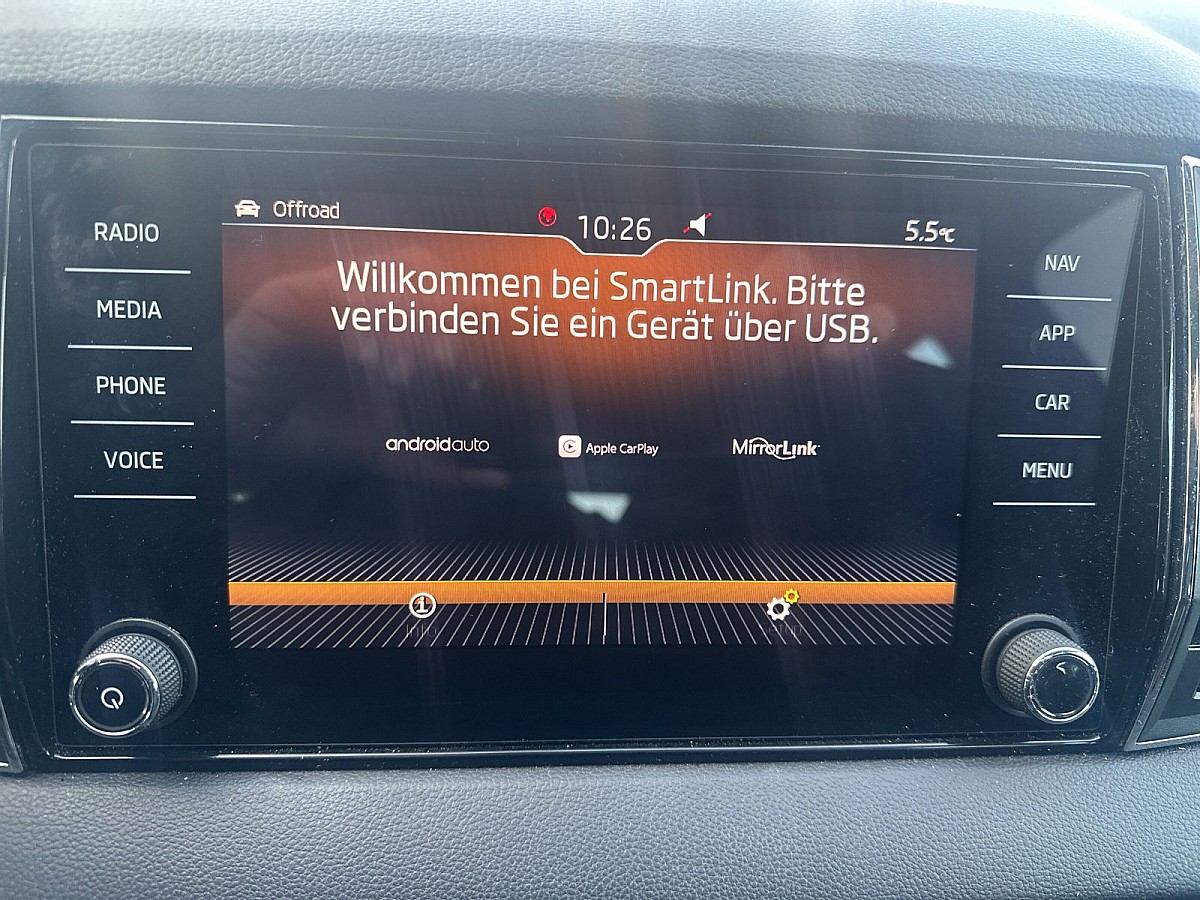 Offroad
10:26
5.5°C
RADIO
MEDIA
PHONE
VOICE
Willkommen bei SmartLink. Bitte
verbinden Sie ein Gerät über USB.
androidauto
Apple CarPlay
MirrorLink
NAV
APP
CAR
MENU
Info